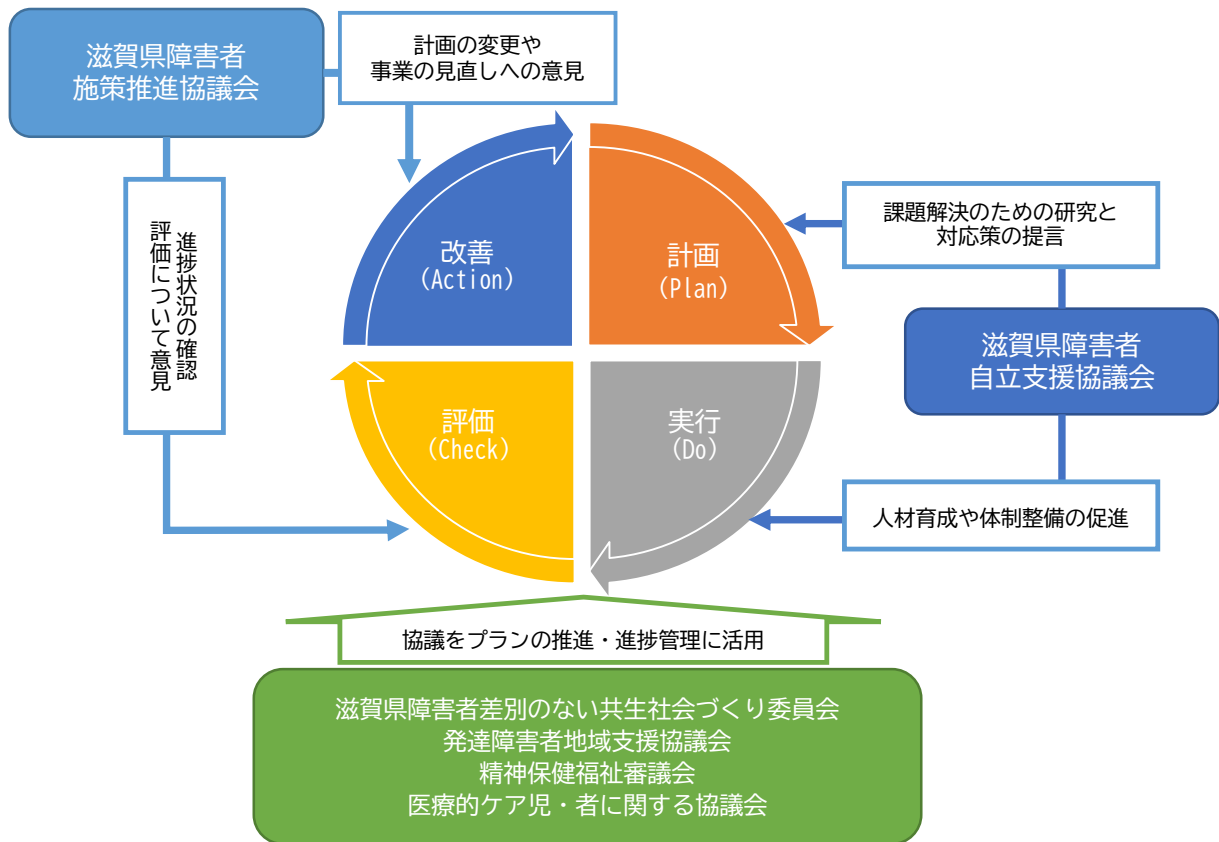 滋賀県障害者
施策推進協議会
計画の変更や
事業の見直しへの意見
進捗状況の確認
評価について意見
改善
(Action)
計画
(Plan)
課題解決のための研究と
対応策の提言
滋賀県障害者
自立支援協議会
評価
(Check)
実行
(Do)
人材育成や体制整備の促進
協議をプランの推進・進捗管理に活用
滋賀県障害者差別のない共生社会づくり委員会
発達障害者地域支援協議会
精神保健福祉審議会
医療的ケア児・者に関する協議会